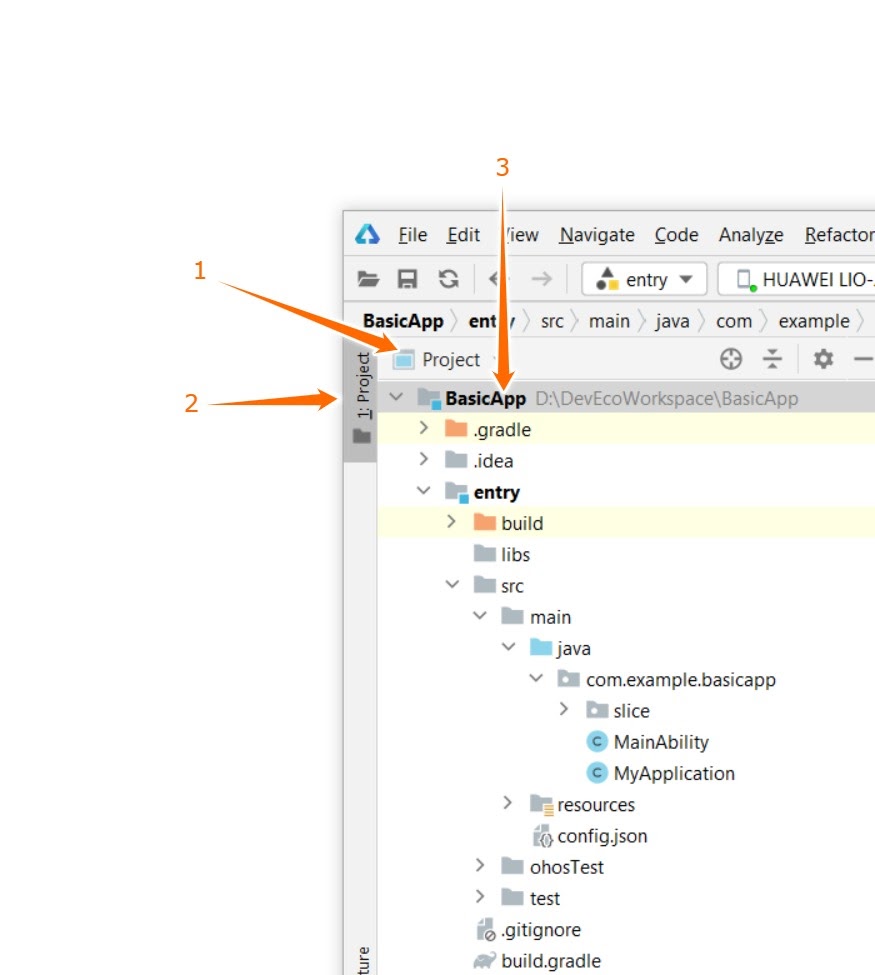 3
File Edit View Navigate Code Analyze Refactor
1
entry HUAWEI LIO-
BasicApp entry src main java com example
Project
1: Project
2
BasicApp D:\DevEcoWorkspace\BasicApp
.gradle
.idea
entry
build
libs
src
main
java
com.example.basicapp
slice
MainAbility
MyApplication
resources
config.json
ohosTest
test
.gitignore
build.gradle
ture